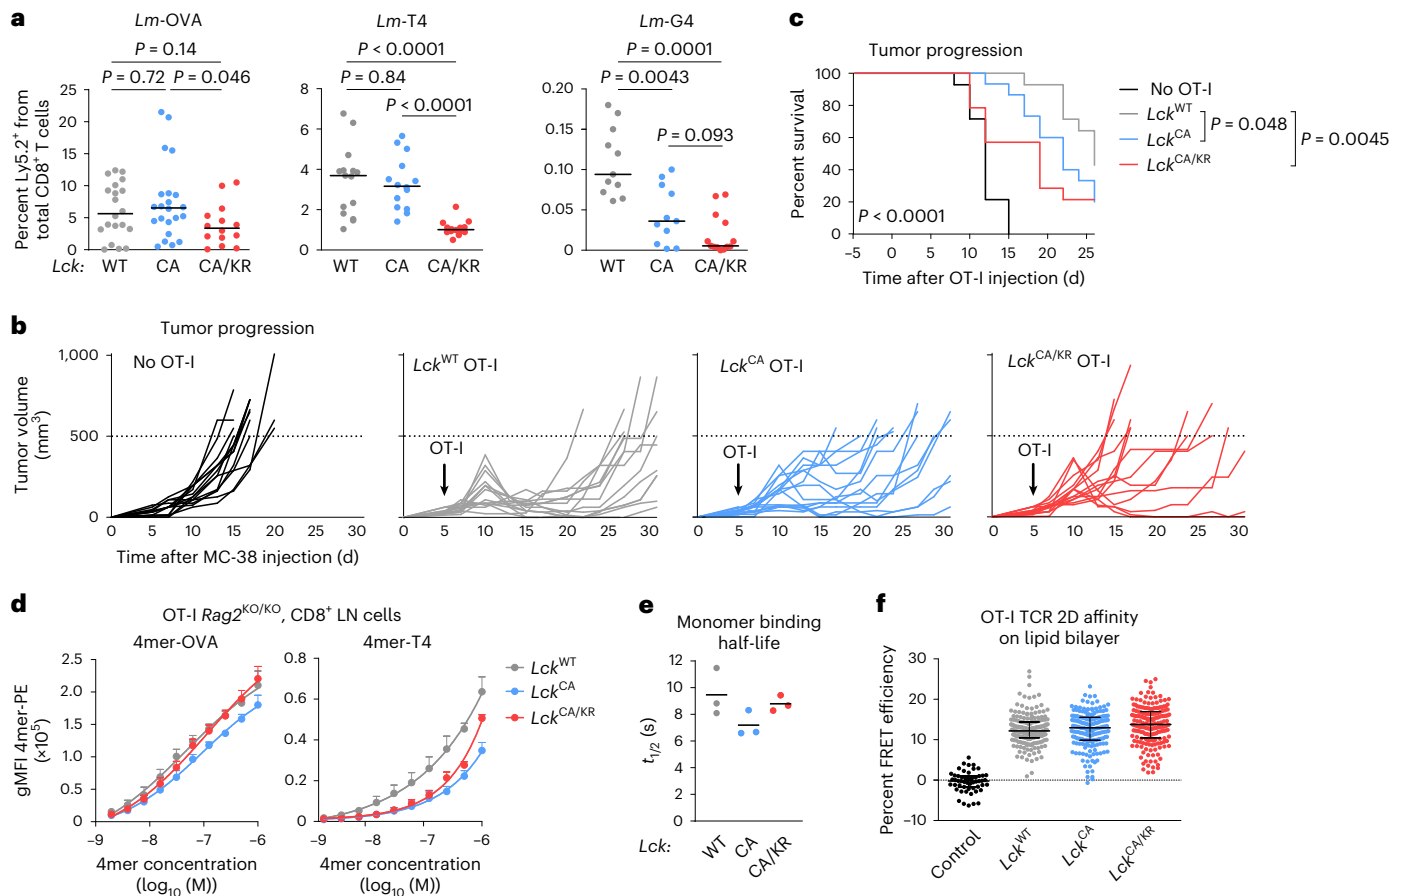 a
Lm-OVA
P = 0.14
P = 0.72 P = 0.046
Percent Ly5.2+ from
total CD8+ T cells
25
20
15
10
5
0
Lck: WT CA CA/KR
Lm-T4
P < 0.0001
P = 0.84
P < 0.0001
8
6
4
2
0
WT CA CA/KR
Lm-G4
P = 0.0001
P = 0.0043
P = 0.093
0.20
0.15
0.10
0.05
0
WT CA CA/KR
c
Tumor progression
Percent survival
100
80
60
40
20
0
P < 0.0001
−5 0 5 10 15 20 25
Time after OT-I injection (d)
No OT-I
LckWT
LckCA
LckCA/KR
P = 0.048
P = 0.0045
b
Tumor progression
Tumor volume
(mm3)
1,000
500
0
No OT-I
0 5 10 15 20 25 30
Time after MC-38 injection (d)
LckWT OT-I
OT-I
0 5 10 15 20 25 30
LckCA OT-I
OT-I
0 5 10 15 20 25 30
LckCA/KR OT-I
OT-I
0 5 10 15 20 25 30
d
OT-I Rag2KO/KO, CD8+ LN cells
4mer-OVA
gMFI 4mer-PE
(×105)
2.5
2.0
1.5
1.0
0.5
0
−9 −8 −7 −6
4mer concentration
(log10 (M))
4mer-T4
0.8
0.6
0.4
0.2
0
−9 −8 −7 −6
4mer concentration
(log10 (M))
LckWT
LckCA
LckCA/KR
e
Monomer binding
half-life
t1/2 (s)
12
10
8
6
4
2
0
Lck: WT CA CA/KR
f
OT-I TCR 2D affinity
on lipid bilayer
Percent FRET efficiency
30
20
10
0
−10
Control LckWT LckCA LckCA/KR